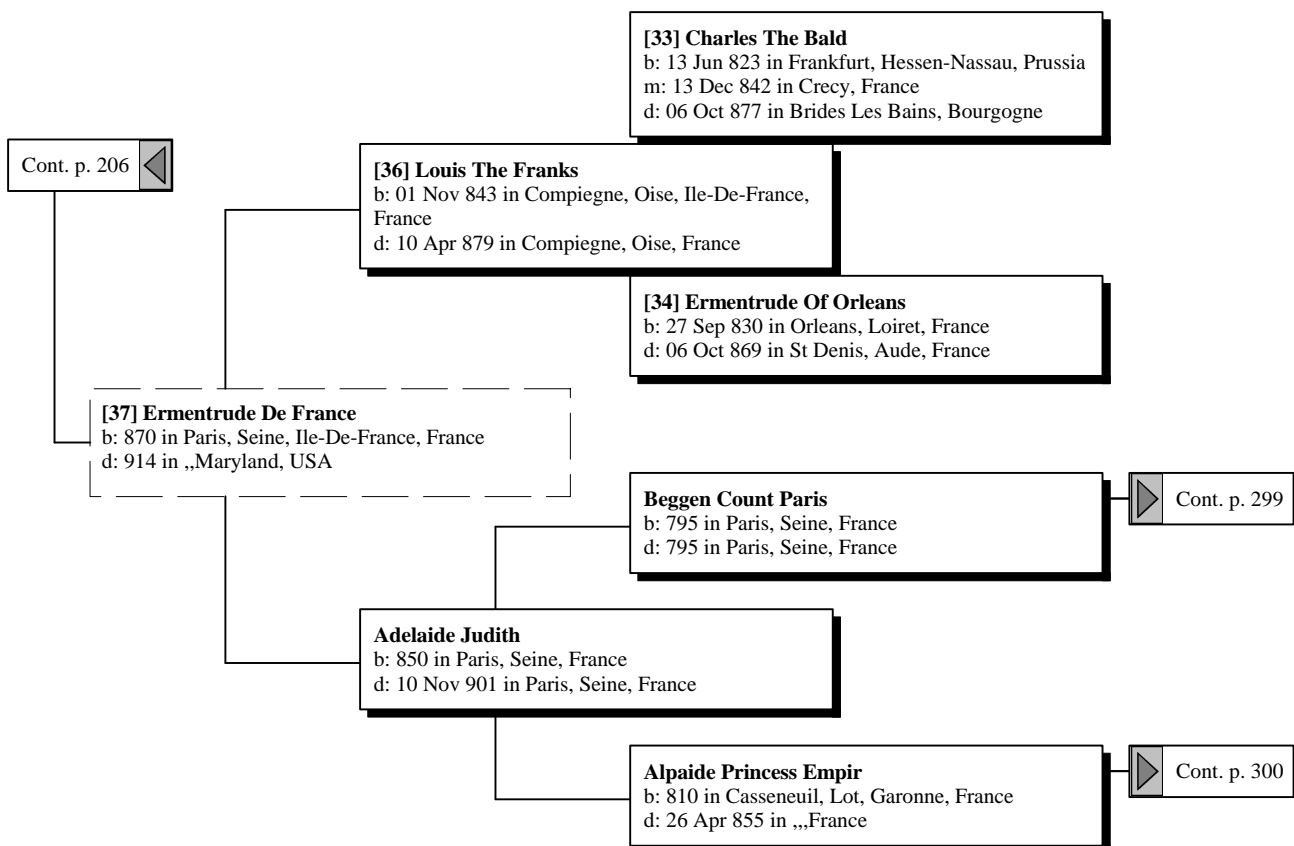 [33] Charles The Bald
b: 13 Jun 823 in Frankfurt, Hessen-Nassau, Prussia
m: 13 Dec 842 in Crecy, France
d: 06 Oct 877 in Brides Les Bains, Bourgogne
Cont. p. 206
[36] Louis The Franks
b: 01 Nov 843 in Compiegne, Oise, Ile-De-France,
France
d: 10 Apr 879 in Compiegne, Oise, France
[34] Ermentrude Of Orleans
b: 27 Sep 830 in Orleans, Loiret, France
d: 06 Oct 869 in St Denis, Aude, France
[37] Ermentrude De France
b: 870 in Paris, Seine, Ile-De-France, France
d: 914 in ,,Maryland, USA
Beggen Count Paris
b: 795 in Paris, Seine, France
d: 795 in Paris, Seine, France
Cont. p. 299
Adelaide Judith
b: 850 in Paris, Seine, France
d: 10 Nov 901 in Paris, Seine, France
Alpaide Princess Empir
b: 810 in Casseneuil, Lot, Garonne, France
d: 26 Apr 855 in ,,,France
Cont. p. 300